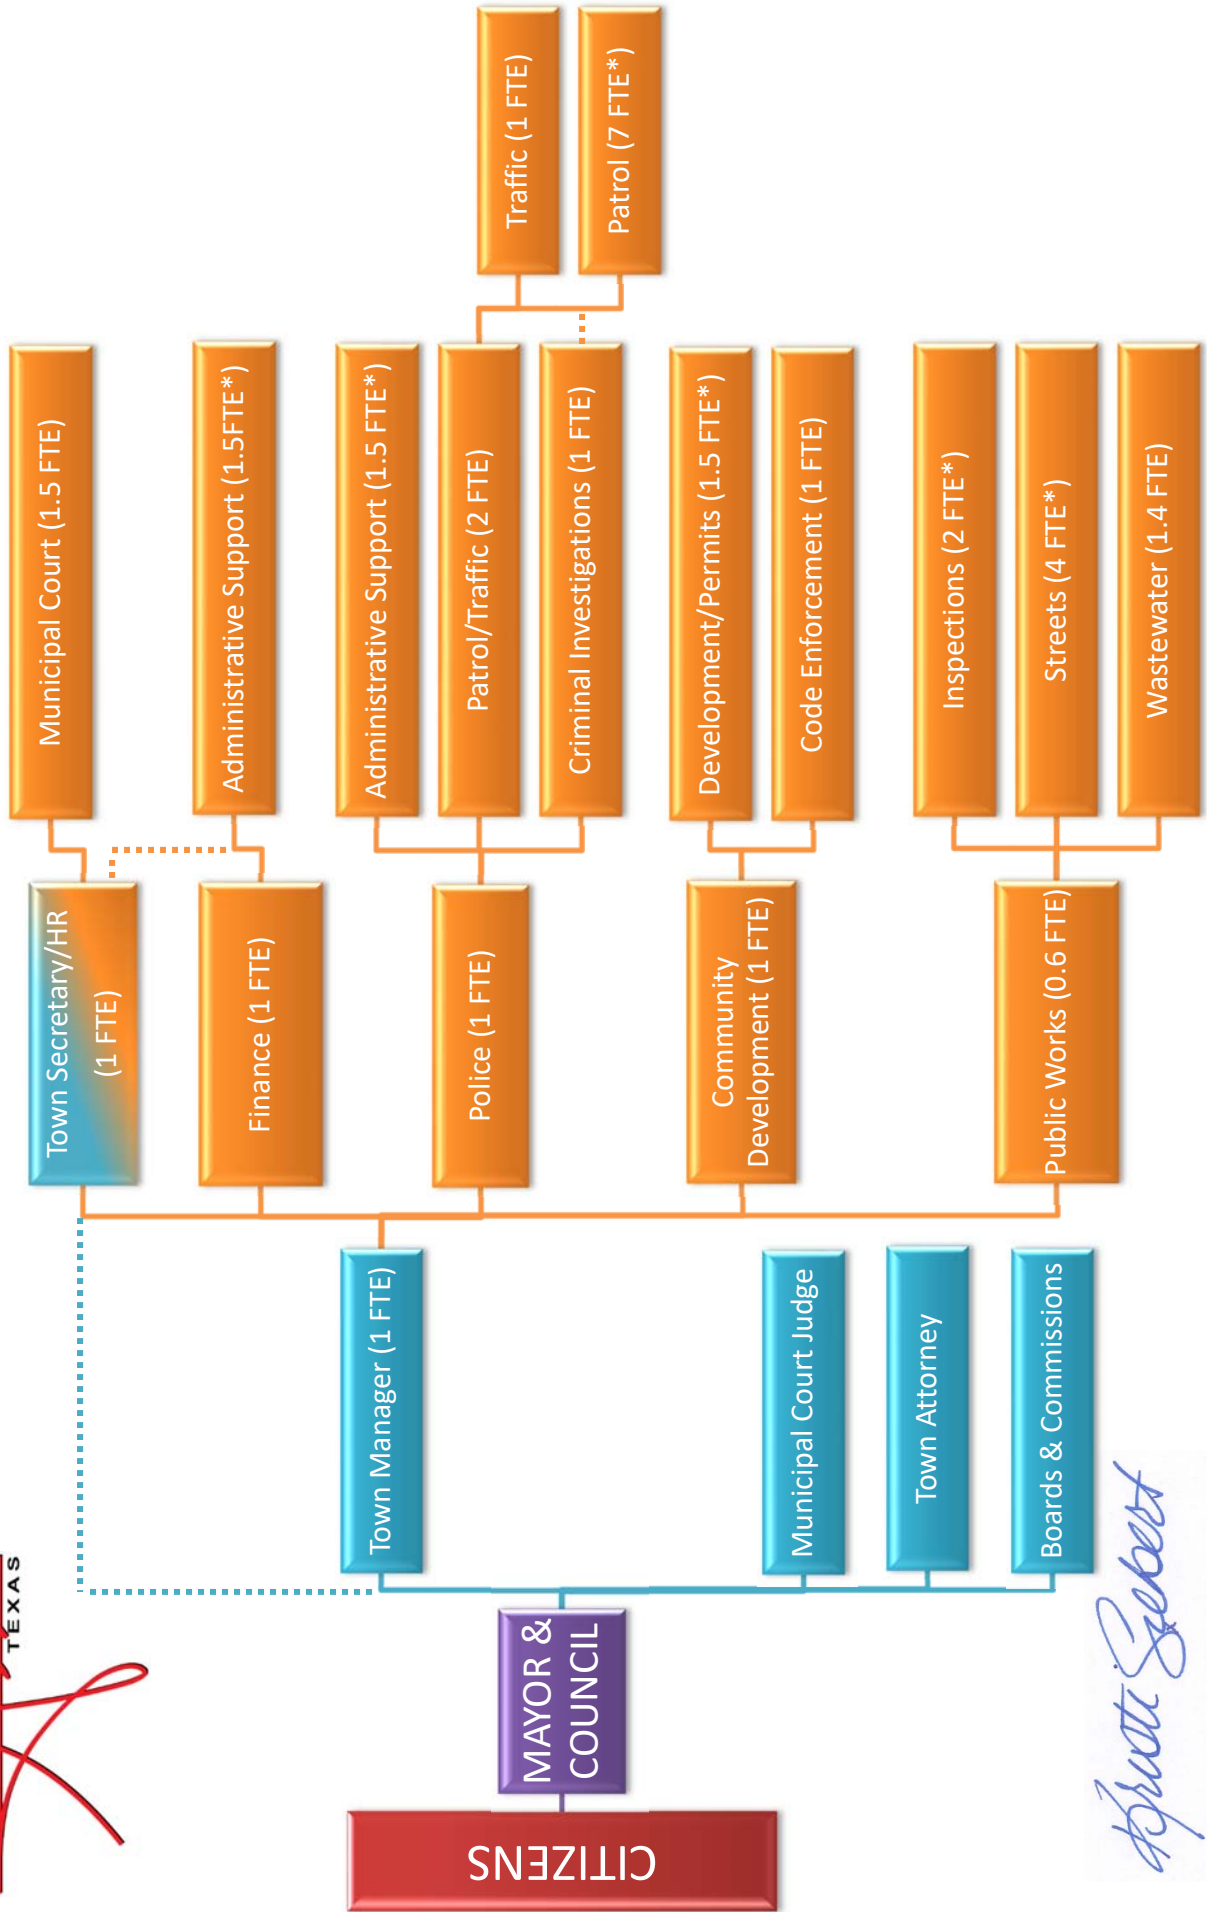 TEXAS
CITIZENS
MAYOR &
COUNCIL
Town Manager (1 FTE)
Municipal Court Judge
Town Attorney
Boards & Commissions
Town Secretary/HR
(1 FTE)
Finance (1 FTE)
Police (1 FTE)
Community
Development (1 FTE)
Public Works (0.6 FTE)
Municipal Court (1.5 FTE)
Administrative Support (1.5FTE*)
Administrative Support (1.5 FTE*)
Patrol/Traffic (2 FTE)
Criminal Investigations (1 FTE)
Development/Permits (1.5 FTE*)
Code Enforcement (1 FTE)
Inspections (2 FTE*)
Streets (4 FTE*)
Wastewater (1.4 FTE)
Traffic (1 FTE)
Patrol (7 FTE*)